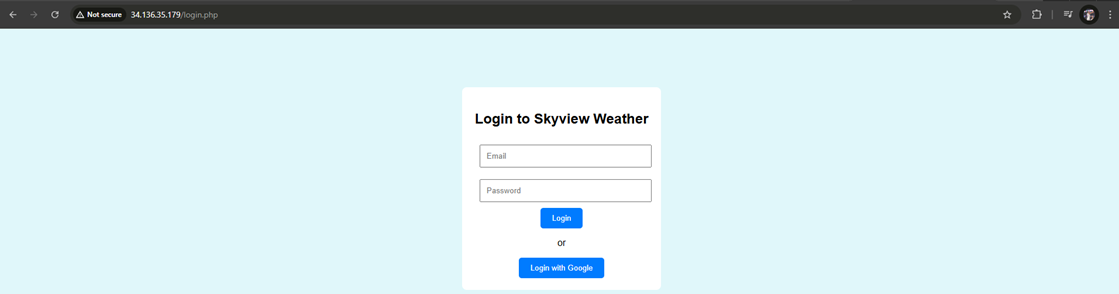 Not secure 34.136.35.179/login.php
Login to Skyview Weather
Email
Password
Login
or
Login with Google